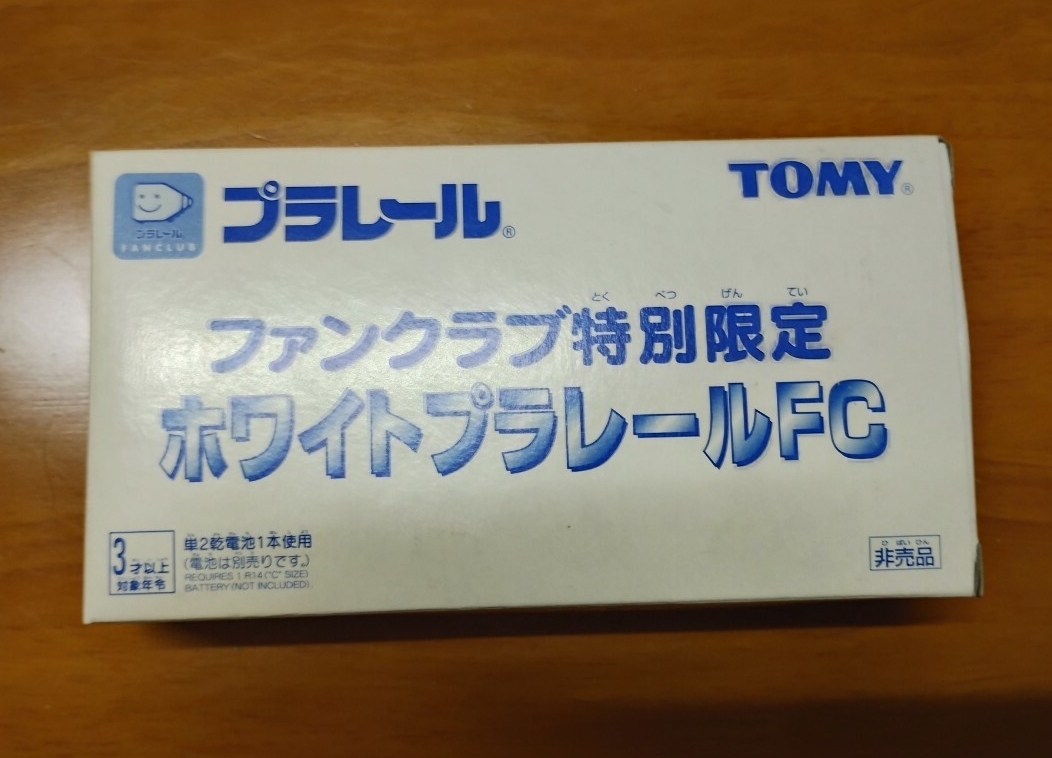 プラレール
FANCLUB
プラレール®
TOMY®
とく べつ げん てい
ファンクラブ特別限定
ホワイトプラレールFC
3才以上
対象年令
単2乾電池1本使用
(電池は別売りです。)
REQUIRES 1 R14 ("C" SIZE)
BATTERY (NOT INCLUDED)
ひ ばい ひん
非売品